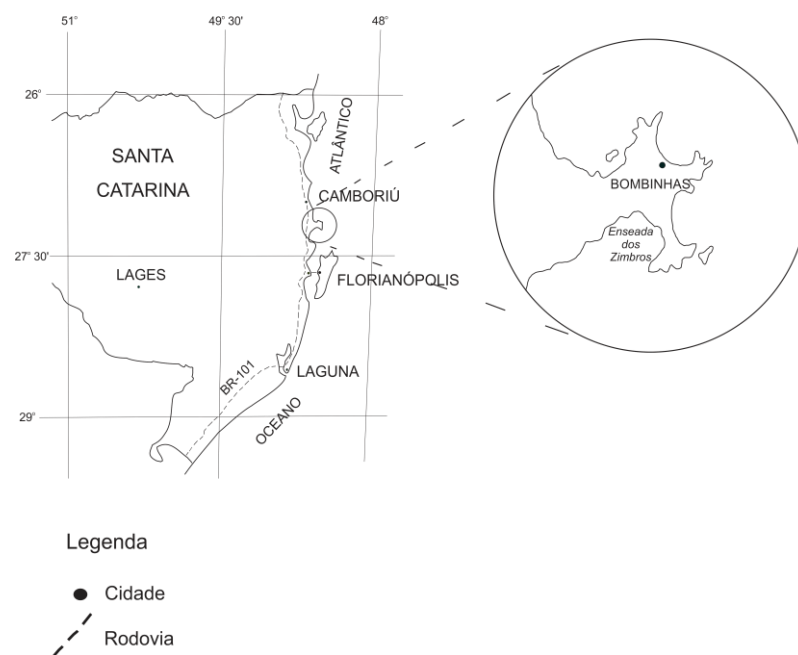 51°
49° 30'
48°
26°
ATLÂNTICO
SANTA
CATARINA
CAMBORIÚ
BOMBINHAS
Enseada
dos
Zimbros
27° 30'
LAGES
FLORIANÓPOLIS
BR-101
LAGUNA
29°
OCEANO
Legenda
Cidade
Rodovia